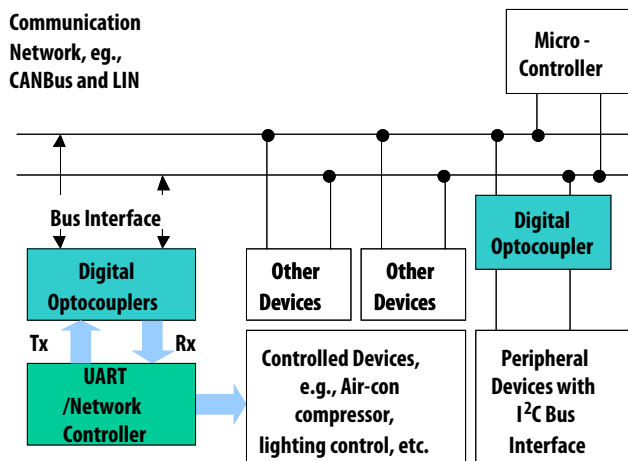 Communication
Network, eg.,
CANBus and LIN
Micro -
Controller
Bus Interface
Digital
Optocouplers
Other
Devices
Other
Devices
Digital
Optocoupler
Tx
Rx
UART
/Network
Controller
Controlled Devices,
e.g., Air-con
compressor,
lighting control, etc.
Peripheral
Devices with
I²C Bus
Interface